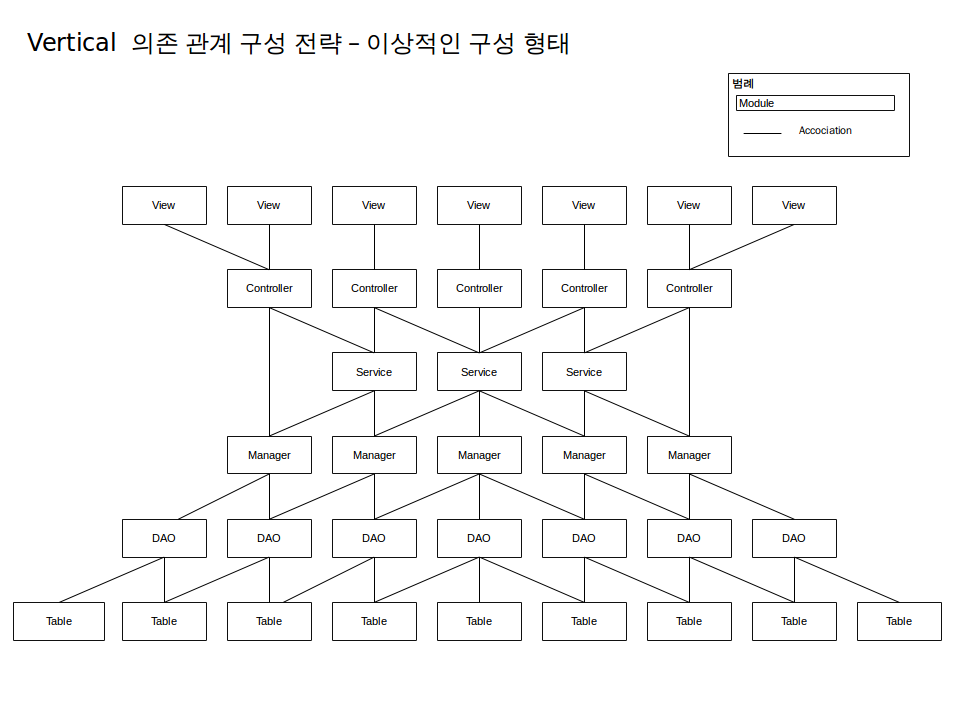 Vertical 의존 관계 구성 전략 – 이상적인 구성 형태
범례
Module
Accociation
View View View View View View View
Controller Controller Controller Controller Controller
Service Service Service
Manager Manager Manager Manager Manager
DAO DAO DAO DAO DAO DAO DAO
Table Table Table Table Table Table Table Table Table